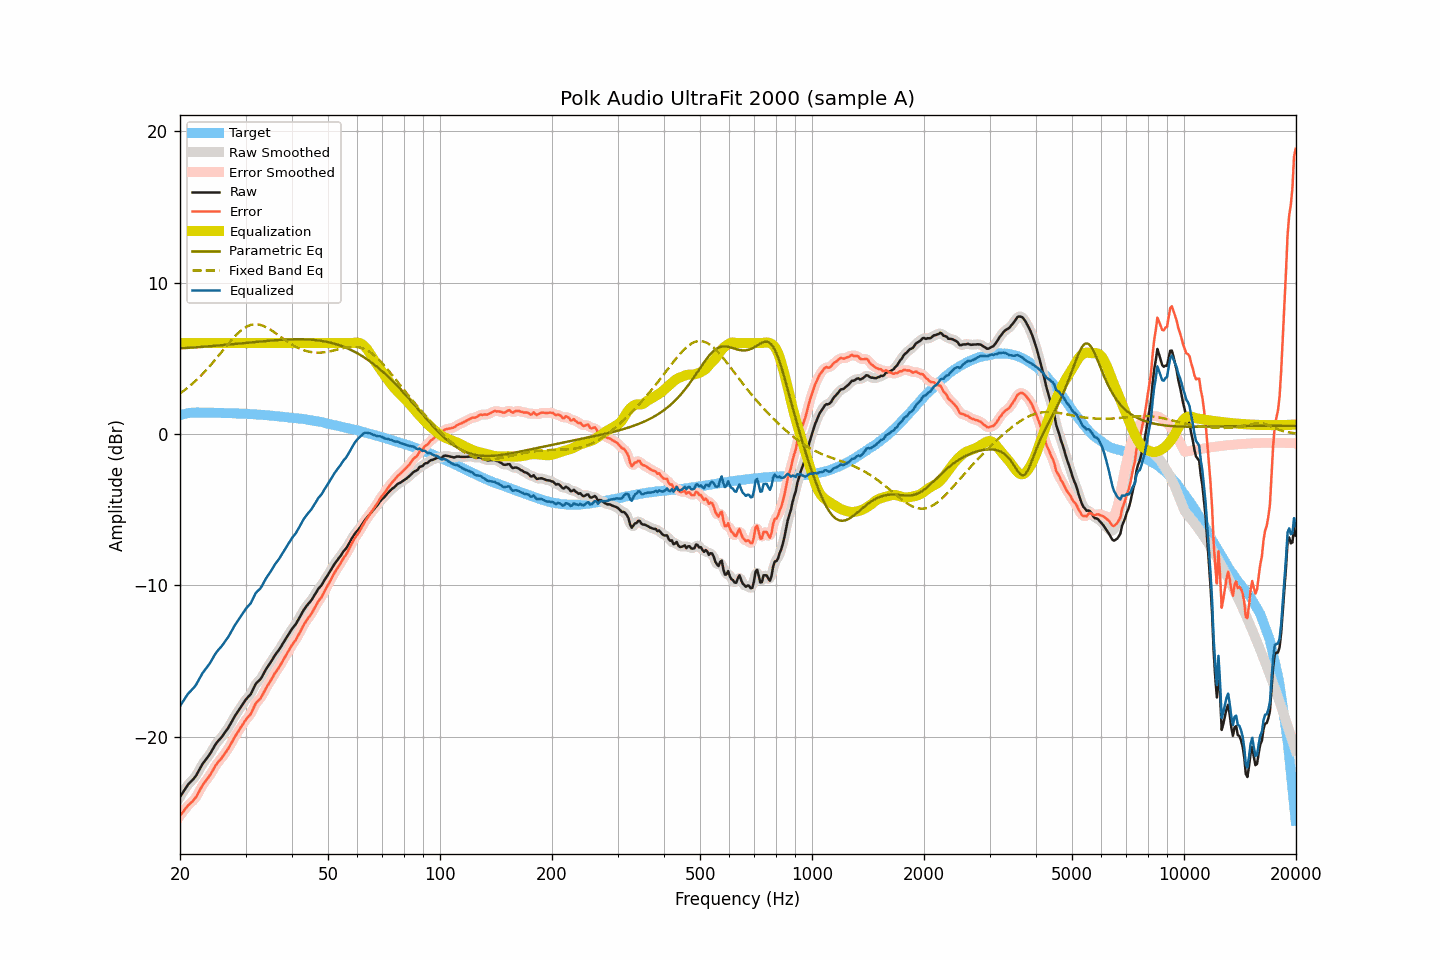 Polk Audio UltraFit 2000 (sample A)
20
10
0
−10
−20
Amplitude (dBr)
Target
Raw Smoothed
Error Smoothed
Raw
Error
Equalization
Parametric Eq
Fixed Band Eq
Equalized
20 50 100 200 500 1000 2000 5000 10000 20000
Frequency (Hz)